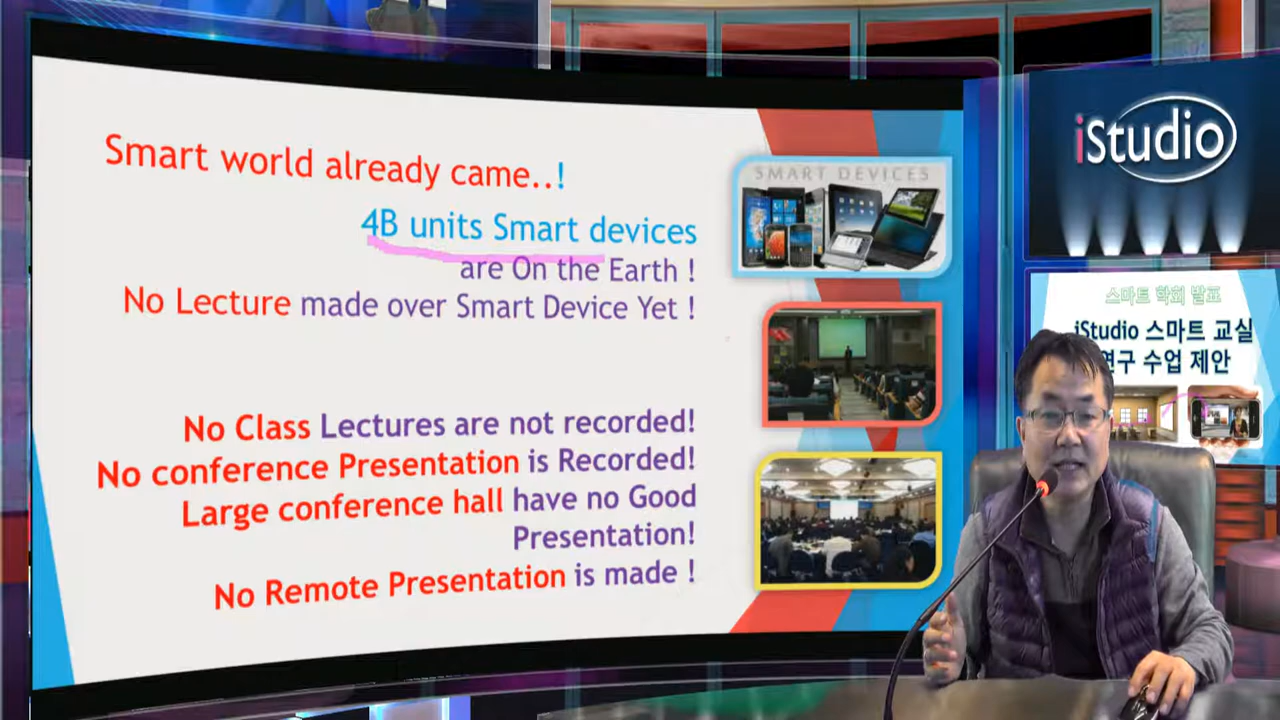 Smart world already came..!
4B units Smart devices
are On the Earth !
No Lecture made over Smart Device Yet !
No Class Lectures are not recorded!
No conference Presentation is Recorded!
Large conference hall have no Good
Presentation!
No Remote Presentation is made !
SMART DEVICES
iStudio
스마트 학회 발표
iStudio 스마트 교실
연구 수업 제안